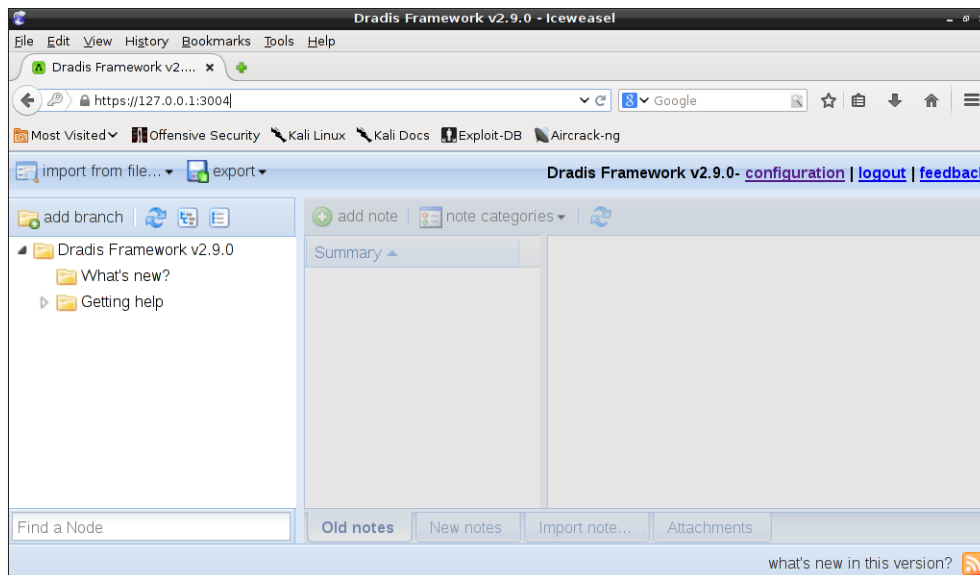 Dradis Framework v2.9.0 - Iceweasel
File Edit View History Bookmarks Tools Help
Dradis Framework v2....
https://127.0.0.1:3004
Google
Most Visited Offensive Security Kali Linux Kali Docs Exploit-DB Aircrack-ng
import from file... export
Dradis Framework v2.9.0- configuration | logout | feedbac
add branch
add note note categories
Dradis Framework v2.9.0
Summary
What's new?
Getting help
Find a Node
Old notes New notes Import note... Attachments
what's new in this version?